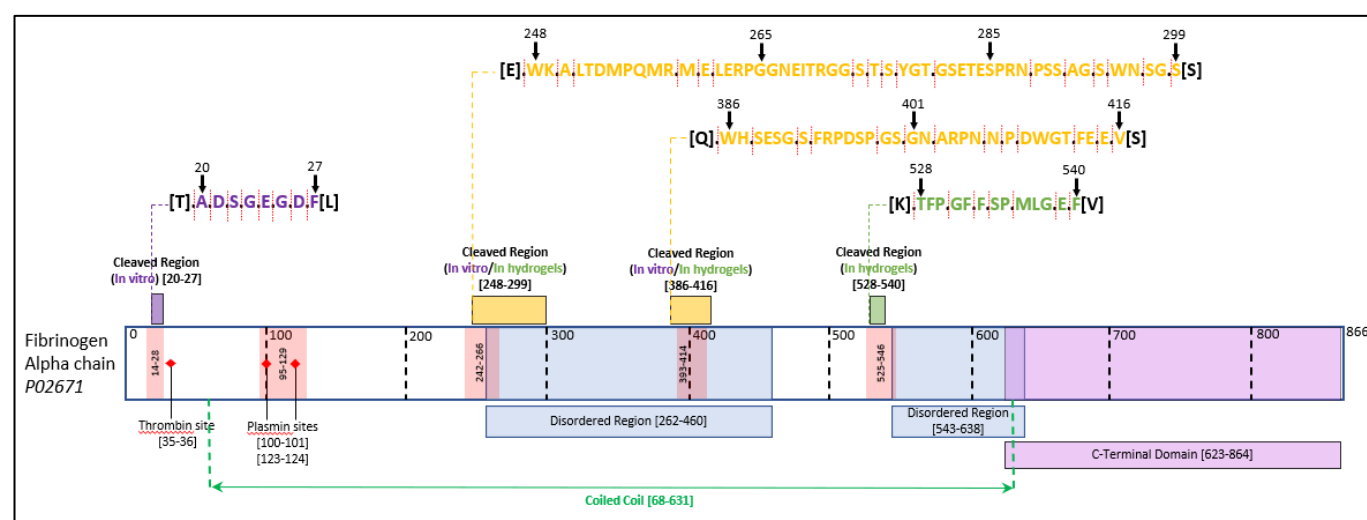 248 265 285 299
[E].WK.A.LTDMPQMR.M.E.LERPGGNEITRGG.S.T.S.YGT.GSETESPRN.PSS.AG.S.WN.SG.S[S]
386 401 416
[Q].WH.SESG.S.FRPDSP.GS.GN.ARPN.N.P.DWGT.FE.E.V[S]
20 27 528 540
[T].A.D.S.G.E.G.D.F[L] [K].TFP.GF.F.SP.MLG.E.F[V]
Cleaved Region
(In vitro) [20-27]
Cleaved Region
(In vitro/In hydrogels)
[248-299]
Cleaved Region
(In vitro/In hydrogels)
[386-416]
Cleaved Region
(In hydrogels)
[528-540]
0 100 200 300 400 500 600 700 800 866
Fibrinogen
Alpha chain
P02671
14-28
95-129
242-266
393-414
525-546
Thrombin site
[35-36]
Plasmin sites
[100-101]
[123-124]
Disordered Region [262-460]
Disordered Region
[543-638]
C-Terminal Domain [623-864]
Coiled Coil [68-631]